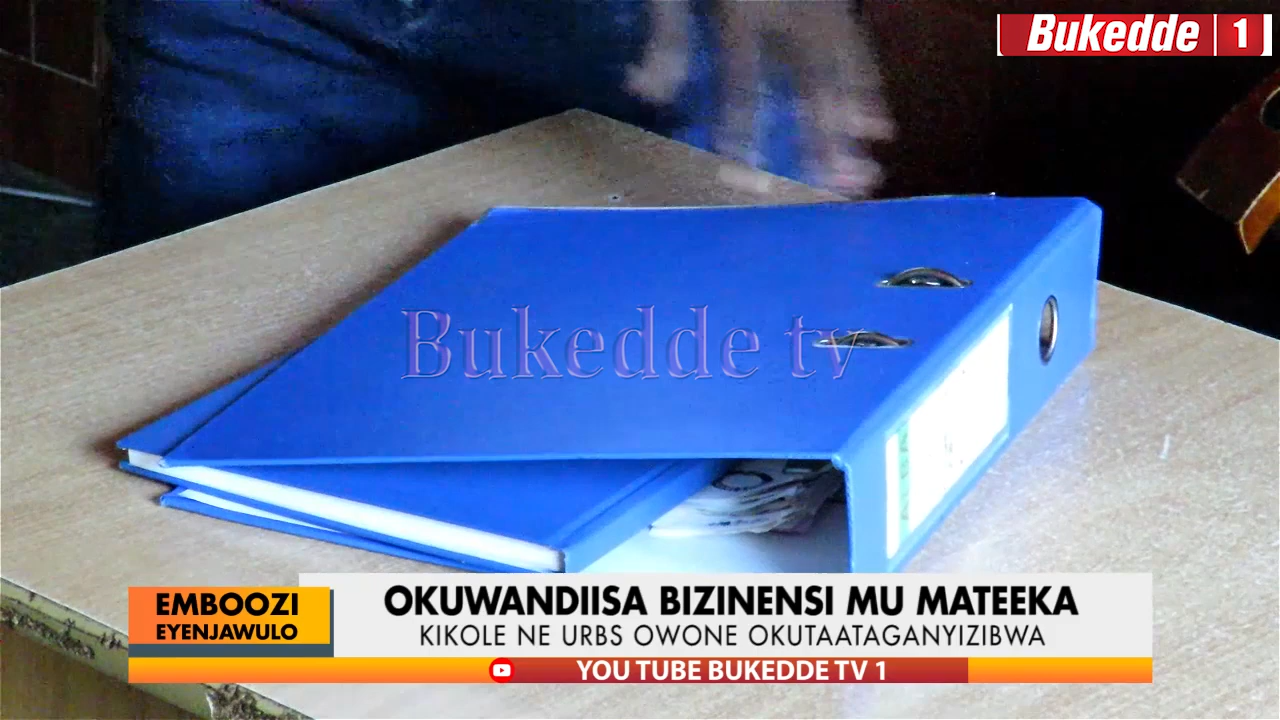 Bukedde 1
Bukedde tv
EMBOOZI
EYENJAWULO
OKUWANDIISA BIZINENSI MU MATEEKA
KIKOLE NE URBS OWONE OKUTAATAGANYIZIBWA
YOU TUBE BUKEDDE TV 1